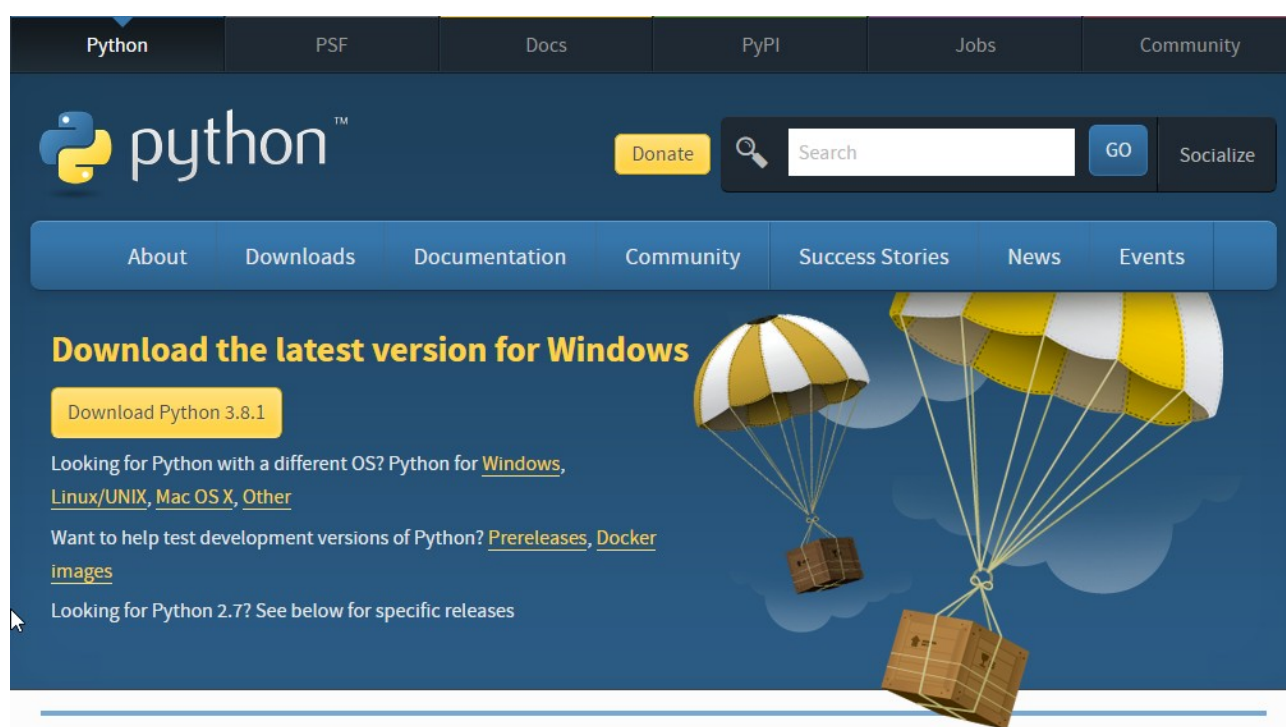 Python PSF Docs PyPI Jobs Community
python™
Donate Search GO Socialize
About Downloads Documentation Community Success Stories News Events
Download the latest version for Windows
Download Python 3.8.1
Looking for Python with a different OS? Python for Windows,
Linux/UNIX, Mac OS X, Other
Want to help test development versions of Python? Prereleases, Docker
images
Looking for Python 2.7? See below for specific releases